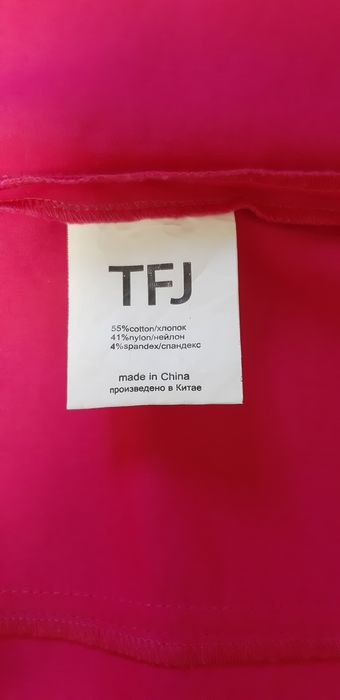 TFJ
55%cotton/хлопок
41%nylon/нейлон
4%spandex/спандекс
made in China
произведено в Китае